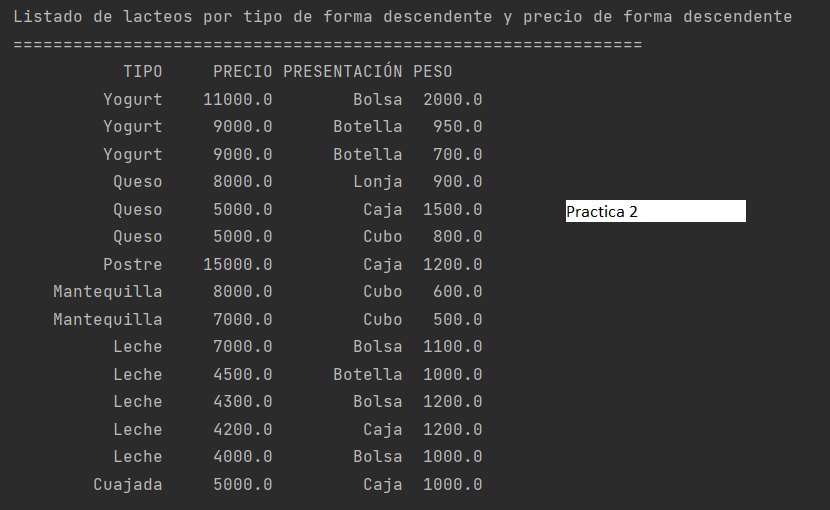 Listado de lacteos por tipo de forma descendente y precio de forma descendente
===============================================================
TIPO PRECIO PRESENTACIÓN PESO
Yogurt 11000.0 Bolsa 2000.0
Yogurt 9000.0 Botella 950.0
Yogurt 9000.0 Botella 700.0
Queso 8000.0 Lonja 900.0
Queso 5000.0 Caja 1500.0
Practica 2
Queso 5000.0 Cubo 800.0
Postre 15000.0 Caja 1200.0
Mantequilla 8000.0 Cubo 600.0
Mantequilla 7000.0 Cubo 500.0
Leche 7000.0 Bolsa 1100.0
Leche 4500.0 Botella 1000.0
Leche 4300.0 Bolsa 1200.0
Leche 4200.0 Caja 1200.0
Leche 4000.0 Bolsa 1000.0
Cuajada 5000.0 Caja 1000.0